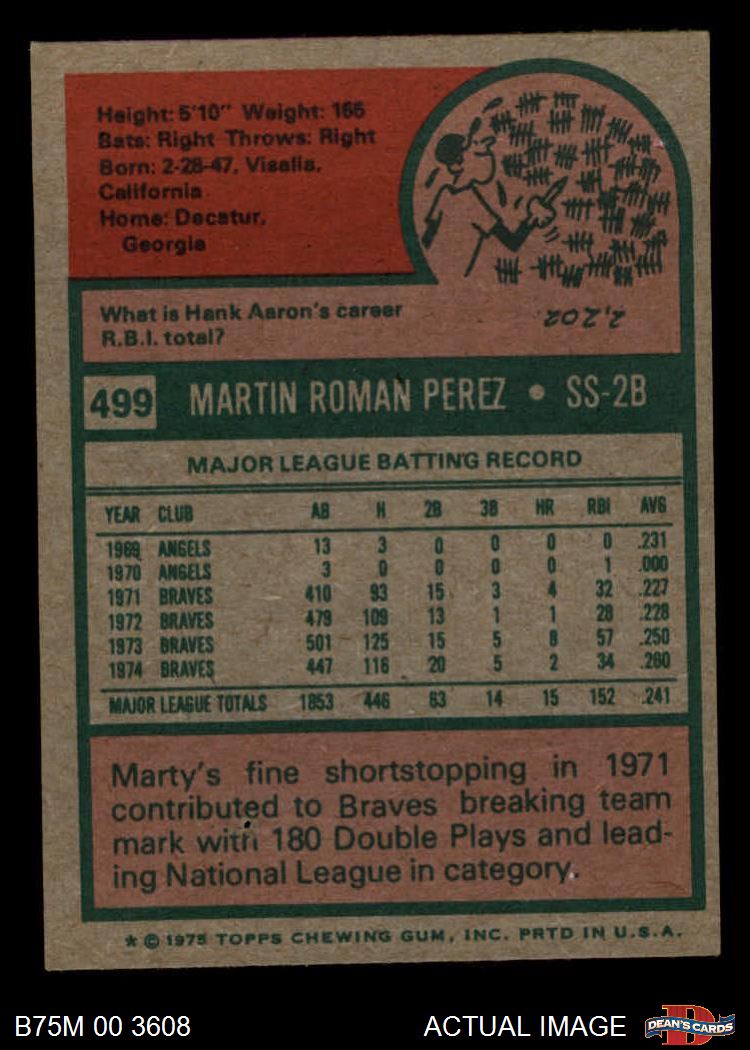 Height: 5'10" Weight: 165
Bats: Right Throws: Right
Born: 2-28-47, Visalia,
California
Home: Decatur,
Georgia
What is Hank Aaron's career
R.B.I. total?
2,202
499 MARTIN ROMAN PEREZ • SS-2B
MAJOR LEAGUE BATTING RECORD
YEAR CLUB AB H 2B 3B HR RBI AVG
1969 ANGELS 13 3 0 0 0 0 .231
1970 ANGELS 3 0 0 0 0 1 .000
1971 BRAVES 410 93 15 3 4 32 .227
1972 BRAVES 479 109 13 1 1 28 .228
1973 BRAVES 501 125 15 5 8 57 .250
1974 BRAVES 447 116 20 5 2 34 .260
MAJOR LEAGUE TOTALS 1853 446 63 14 15 152 .241
Marty's fine shortstopping in 1971
contributed to Braves breaking team
mark with 180 Double Plays and lead-
ing National League in category.
* © 1975 TOPPS CHEWING GUM, INC. PRTD IN U.S.A.
B75M 00 3608 ACTUAL IMAGE DEAN'S CARDS